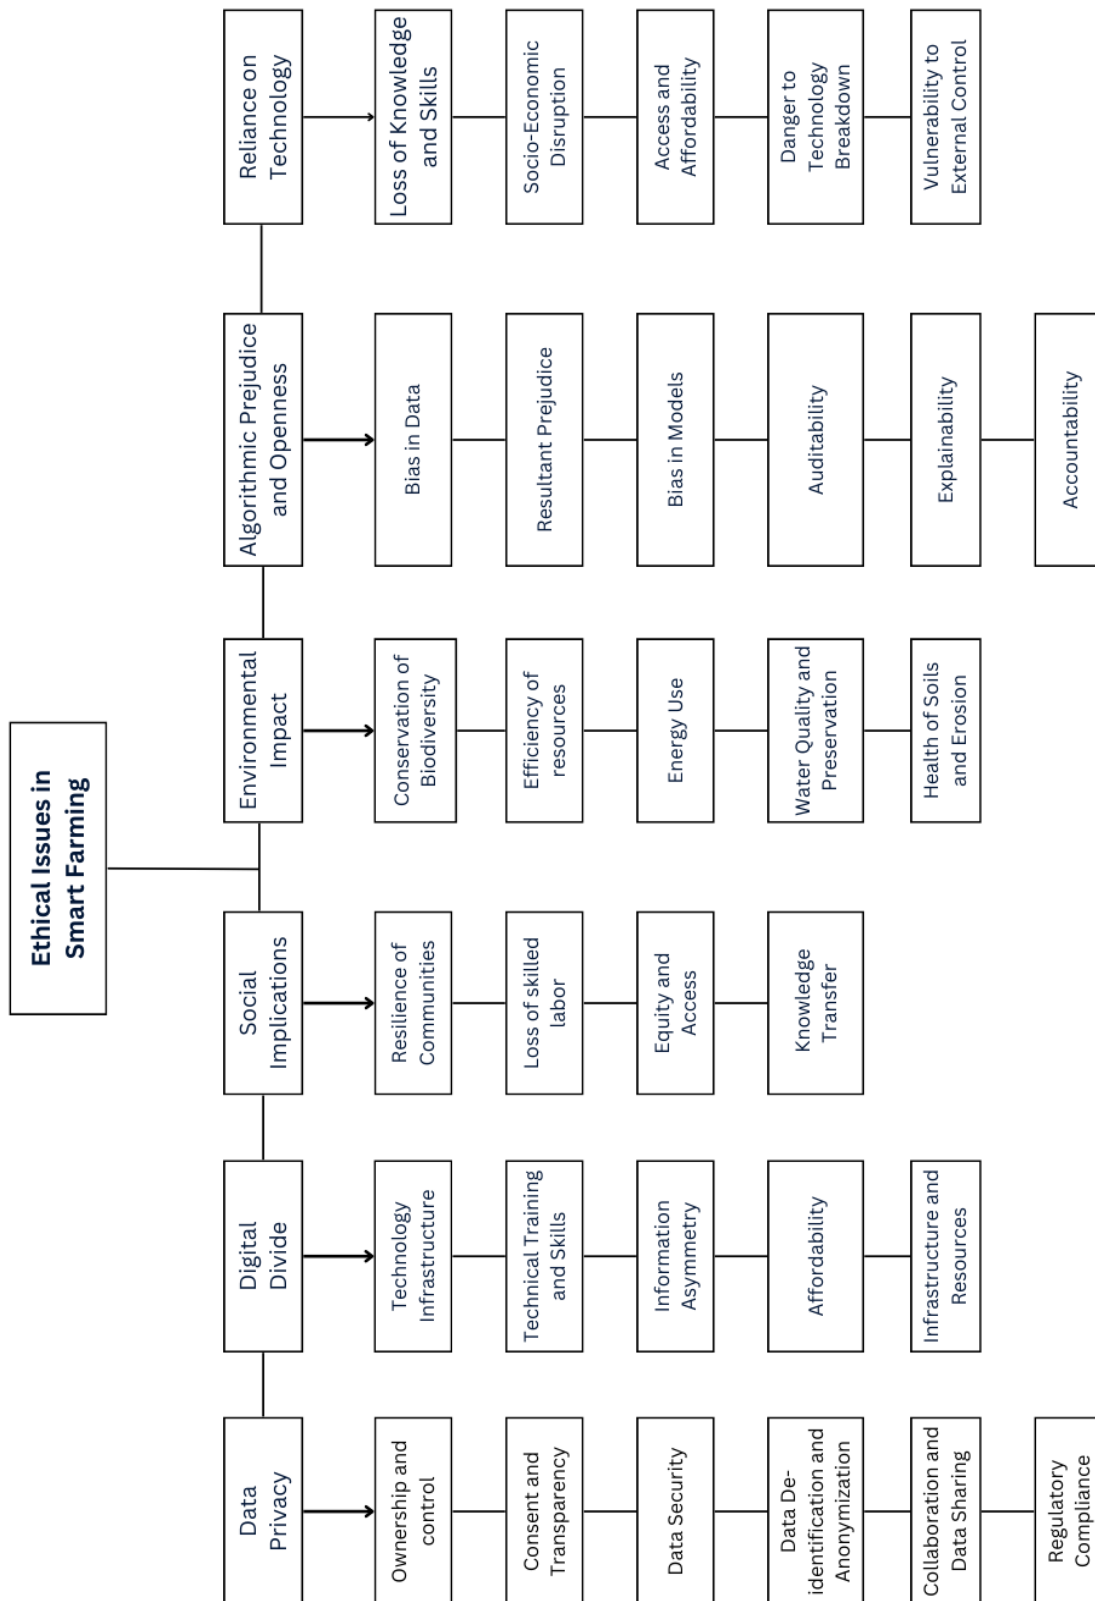 Ethical Issues in
Smart Farming
Data
Privacy
Ownership and
control
Consent and
Transparency
Data Security
Data De-
identification and
Anonymization
Collaboration and
Data Sharing
Regulatory
Compliance
Digital
Divide
Technology
Infrastructure
Technical Training
and Skills
Information
Asymmetry
Affordability
Infrastructure and
Resources
Social
Implications
Resilience of
Communities
Loss of skilled
labor
Equity and
Access
Knowledge
Transfer
Environmental
Impact
Conservation of
Biodiversity
Efficiency of
resources
Energy Use
Water Quality and
Preservation
Health of Soils
and Erosion
Algorithmic Prejudice
and Openness
Bias in Data
Resultant Prejudice
Bias in Models
Auditability
Explainability
Accountability
Reliance on
Technology
Loss of Knowledge
and Skills
Socio-Economic
Disruption
Access and
Affordability
Danger to
Technology
Breakdown
Vulnerability to
External Control